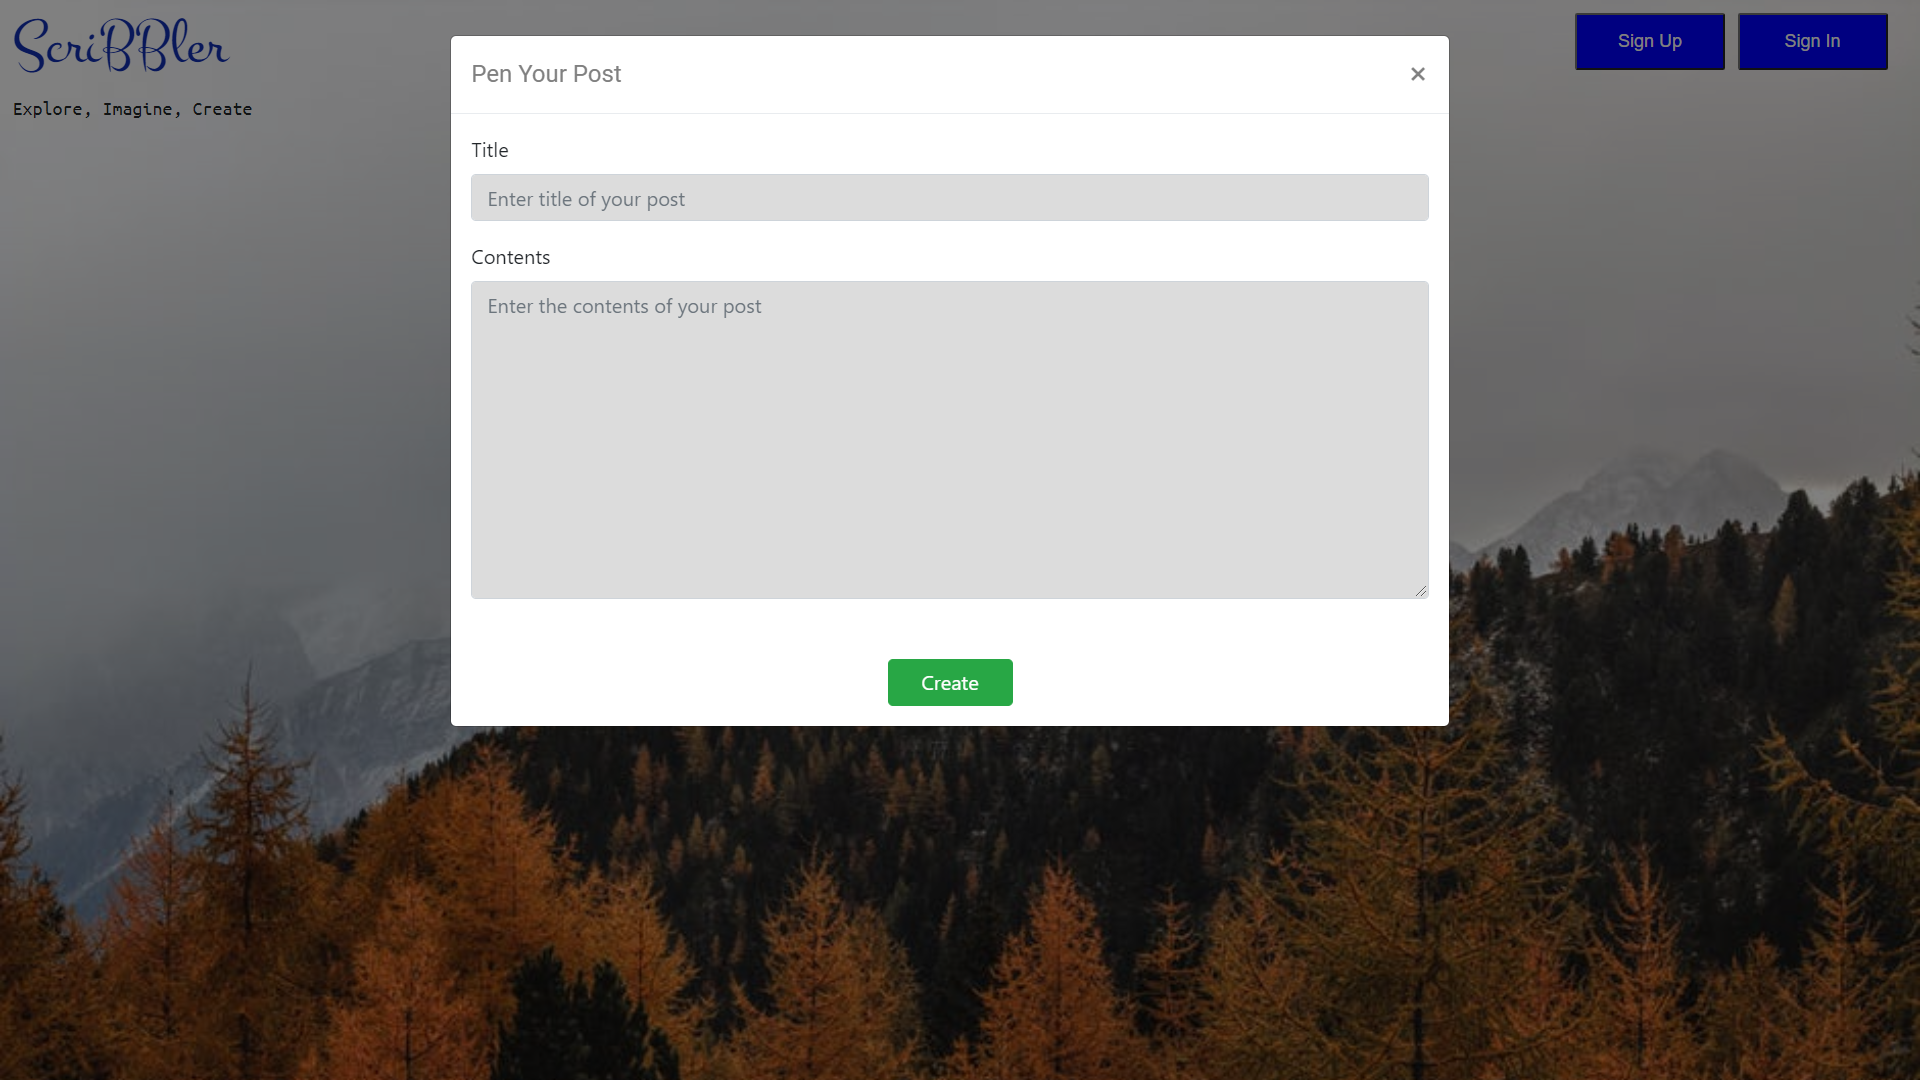 ScriBBler
Explore, Imagine, Create
Sign Up
Sign In
Pen Your Post
×
Title
Enter title of your post
Contents
Enter the contents of your post
Create